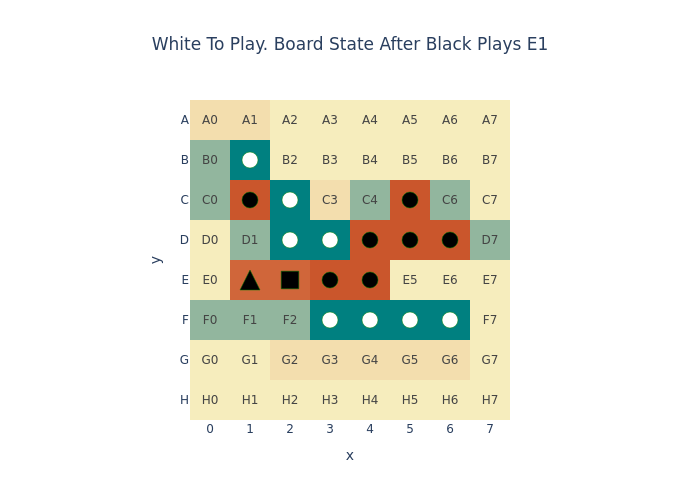 White To Play. Board State After Black Plays E1
A A0 A1 A2 A3 A4 A5 A6 A7
B B0 B2 B3 B4 B5 B6 B7
C C0 C3 C4 C6 C7
D D0 D1 D7
E E0 E5 E6 E7
F F0 F1 F2 F7
G G0 G1 G2 G3 G4 G5 G6 G7
H H0 H1 H2 H3 H4 H5 H6 H7
0 1 2 3 4 5 6 7
x
y